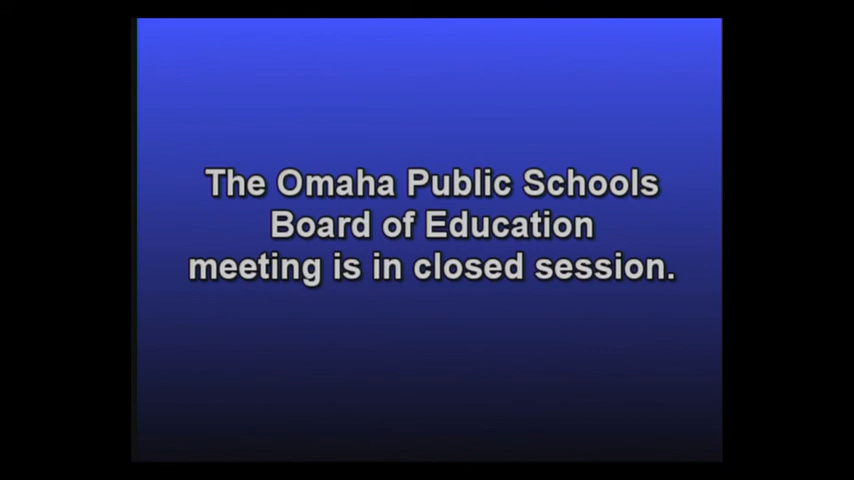 The Omaha Public Schools
Board of Education
meeting is in closed session.